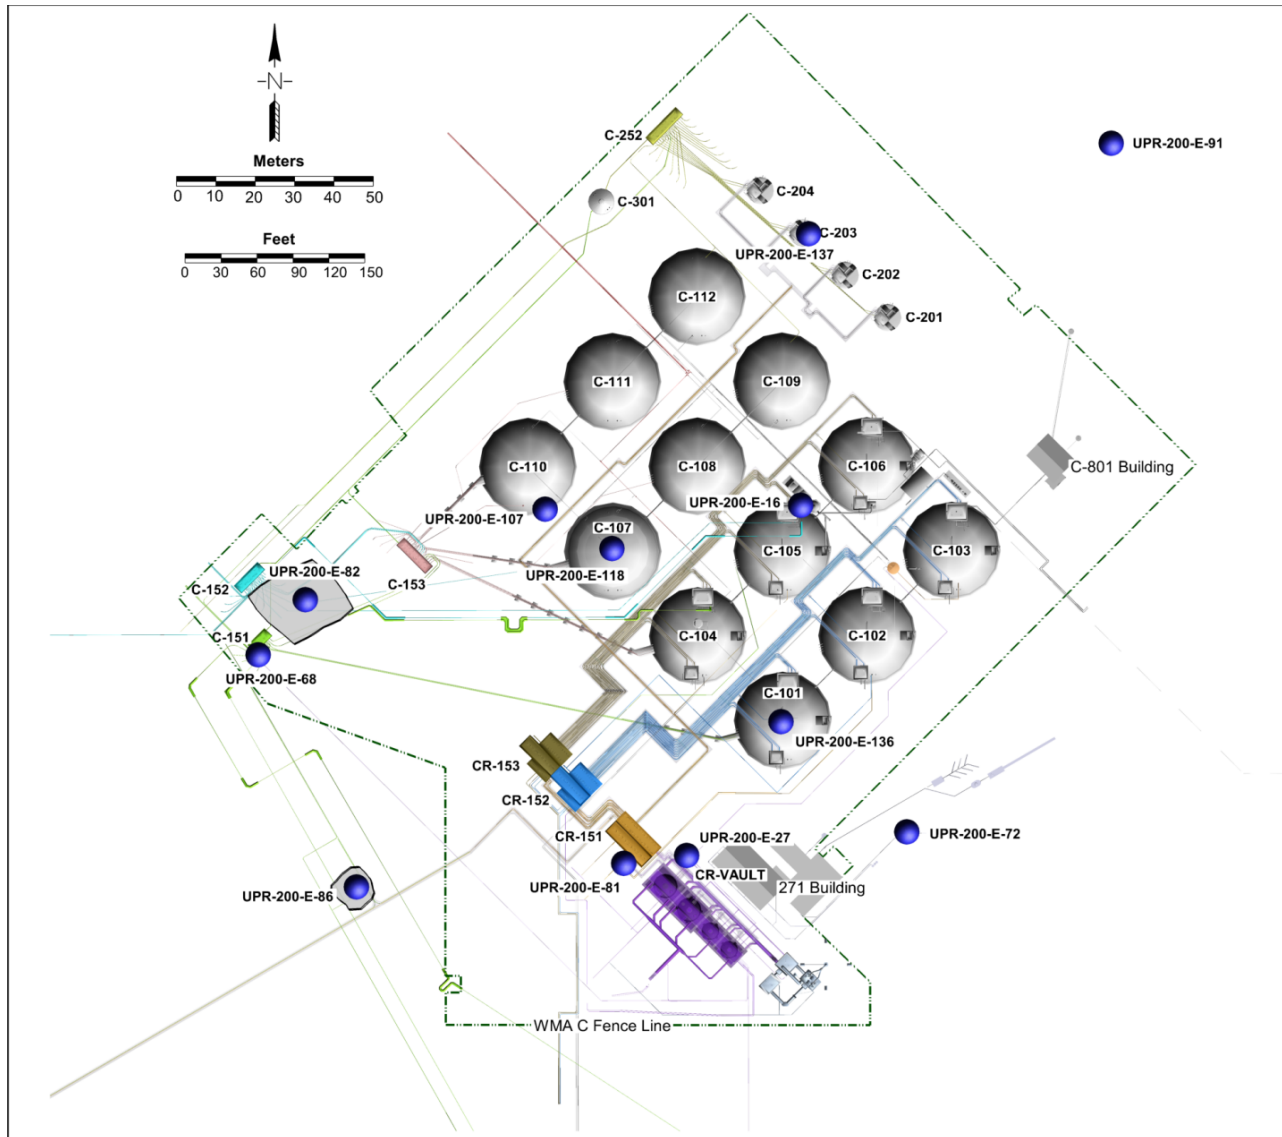 N
Meters
0 10 20 30 40 50
Feet
0 30 60 90 120 150
C-252
UPR-200-E-91
C-204
C-301
C-203
UPR-200-E-137
C-202
C-112
C-201
C-111
C-109
C-110
C-108
C-106
C-801 Building
UPR-200-E-107
UPR-200-E-16
C-107
C-105
C-103
C-153
UPR-200-E-118
UPR-200-E-82
C-152
C-151
C-104
C-102
UPR-200-E-68
C-101
UPR-200-E-136
CR-153
CR-152
CR-151
UPR-200-E-27
UPR-200-E-72
CR-VAULT
UPR-200-E-81
271 Building
UPR-200-E-86
WMA C Fence Line